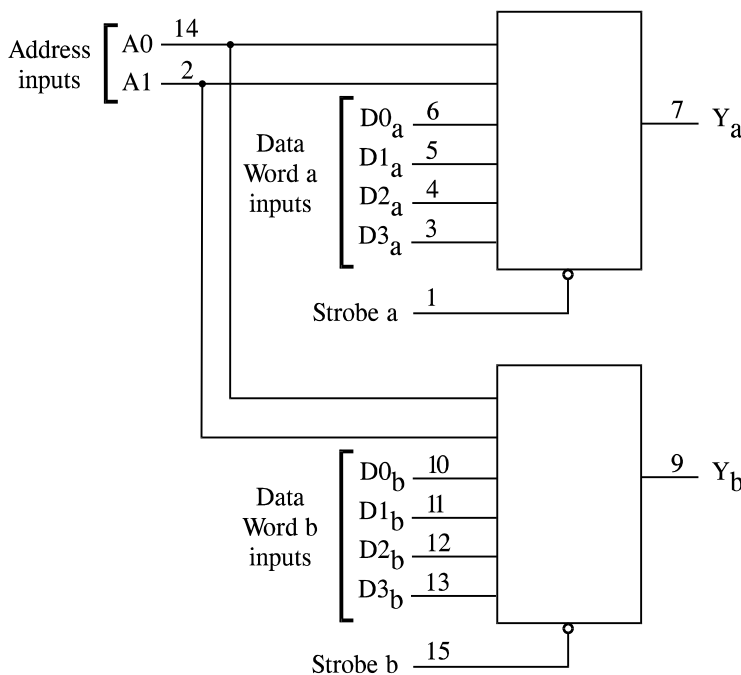 Address
inputs
A0 14
A1 2
Data
Word a
inputs
D0a 6
D1a 5
D2a 4
D3a 3
7 Ya
Strobe a 1
Data
Word b
inputs
D0b 10
D1b 11
D2b 12
D3b 13
9 Yb
Strobe b 15